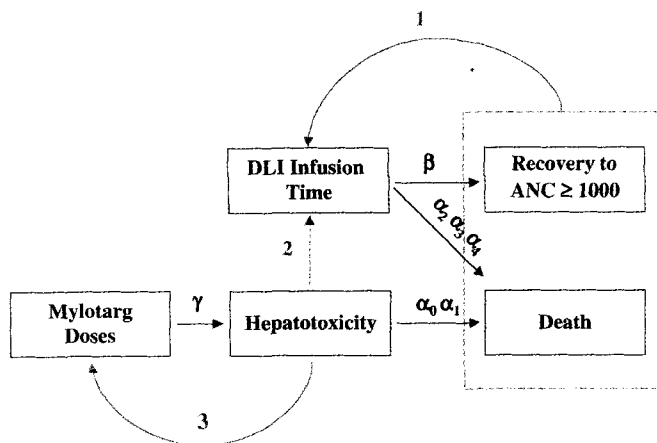 1
DLI Infusion
Time
β
Recovery to
ANC ≥ 1000
α₂ α₃ α₄
2
Mylotarg
Doses
γ
Hepatotoxicity
α₀ α₁
Death
3